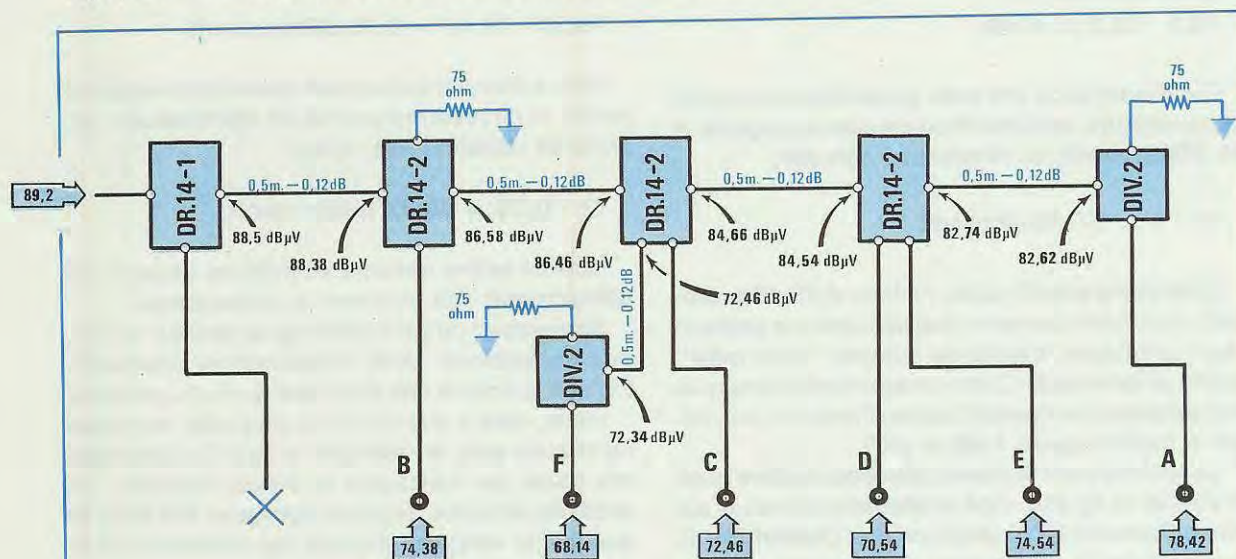 75
ohm
75
ohm
89,2
DR.14-1
0,5m.—0,12dB
DR.14-2
0,5m.—0,12dB
DR.14-2
0,5m.—0,12dB
DR.14-2
0,5m.—0,12dB
DIV.2
88,5 dBµV
88,38 dBµV
86,58 dBµV
86,46 dBµV
84,66 dBµV
84,54 dBµV
82,74 dBµV
82,62 dBµV
72,46 dBµV
75
ohm
0,5m.—0,12dB
DIV.2
72,34 dBµV
B
F
C
D
E
A
74,38
68,14
72,46
70,54
74,54
78,42